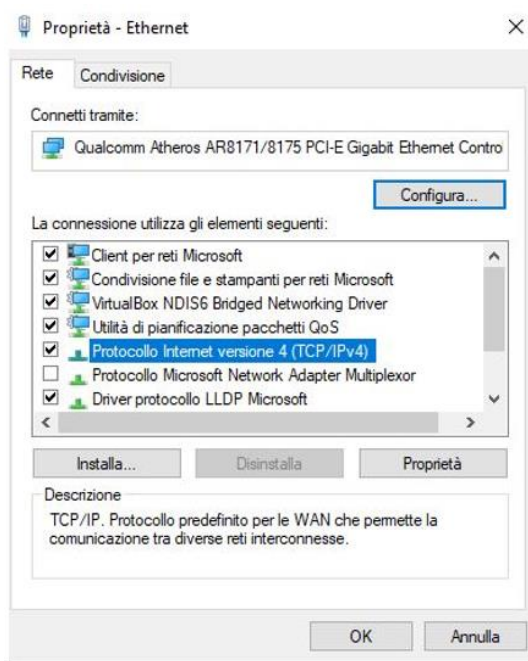 Proprietà - Ethernet
Rete Condivisione
Connetti tramite:
Qualcomm Atheros AR8171/8175 PCI-E Gigabit Ethernet Contro
Configura...
La connessione utilizza gli elementi seguenti:
Client per reti Microsoft
Condivisione file e stampanti per reti Microsoft
VirtualBox NDIS6 Bridged Networking Driver
Utilità di pianificazione pacchetti QoS
Protocollo Internet versione 4 (TCP/IPv4)
Protocollo Microsoft Network Adapter Multiplexor
Driver protocollo LLDP Microsoft
Installa... Disinstalla Proprietà
Descrizione
TCP/IP. Protocollo predefinito per le WAN che permette la
comunicazione tra diverse reti interconnesse.
OK Annulla